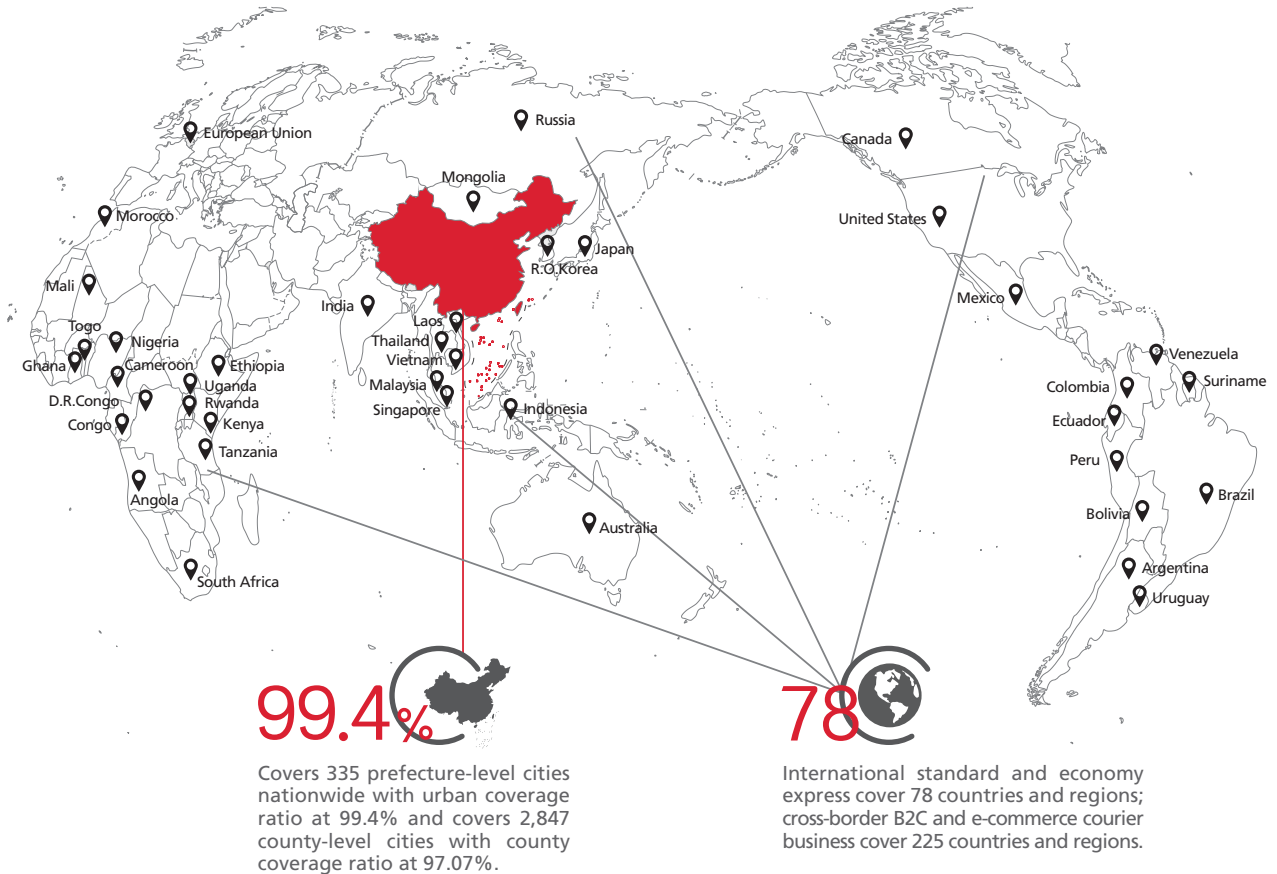 European Union
Russia
Canada
Mongolia
Morocco
United States
Japan
R.O.Korea
Mali
India
Mexico
Togo
Laos
Nigeria
Thailand
Ghana
Cameroon
Ethiopia
Vietnam
Venezuela
Uganda
Malaysia
Colombia
Suriname
D.R.Congo
Rwanda
Singapore
Indonesia
Congo
Kenya
Ecuador
Tanzania
Peru
Angola
Brazil
Bolivia
Australia
South Africa
Argentina
Uruguay
99.4%
Covers 335 prefecture-level cities
nationwide with urban coverage
ratio at 99.4% and covers 2,847
county-level cities with county
coverage ratio at 97.07%.
78
International standard and economy
express cover 78 countries and regions;
cross-border B2C and e-commerce courier
business cover 225 countries and regions.